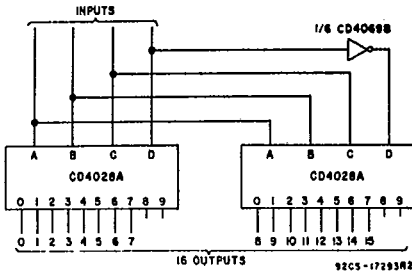 INPUTS
1/6 CD4069B
A B C D
A B C D
CD4028A
CD4028A
0 1 2 3 4 5 6 7 8 9
0 1 2 3 4 5 6 7 8 9
0 1 2 3 4 5 6 7
8 9 10 11 12 13 14 15
16 OUTPUTS
92CS-17293R2